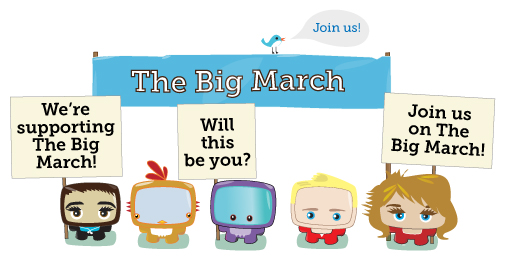 Join us!
The Big March
We're
supporting
The Big
March!
Will
this
be you?
Join us
on The
Big March!